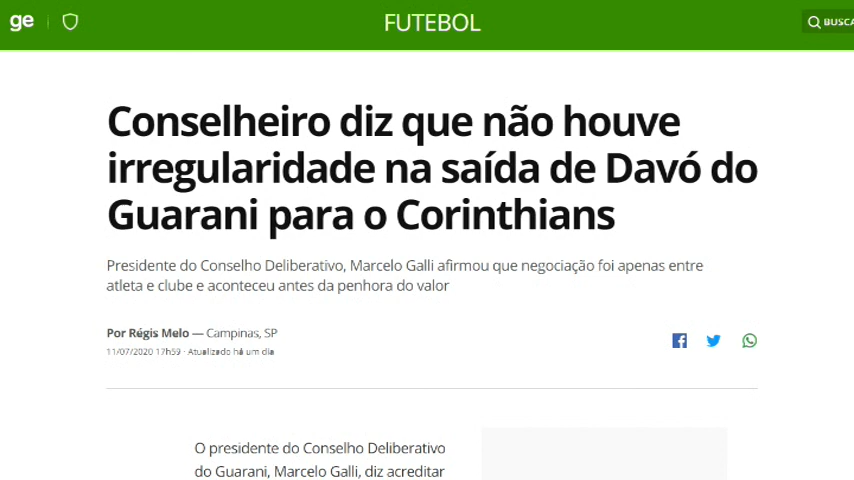 ge
FUTEBOL
BUSCA
Conselheiro diz que não houve
irregularidade na saída de Davó do
Guarani para o Corinthians
Presidente do Conselho Deliberativo, Marcelo Galli afirmou que negociação foi apenas entre
atleta e clube e aconteceu antes da penhora do valor
Por Régis Melo — Campinas, SP
11/07/2020 17h59 · Atualizado há um dia
O presidente do Conselho Deliberativo
do Guarani, Marcelo Galli, diz acreditar